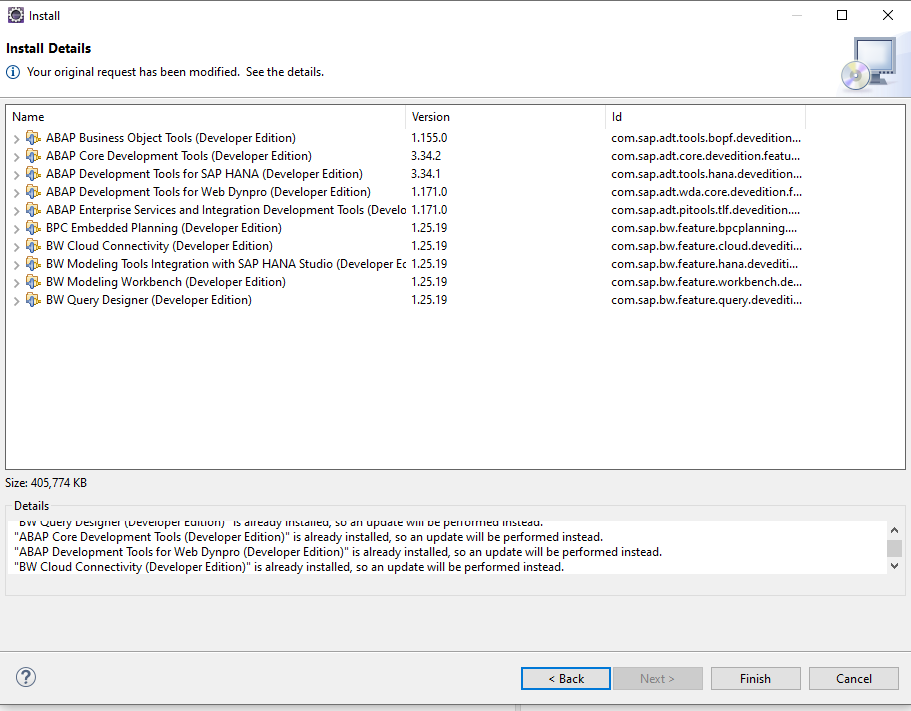 Install
Install Details
Your original request has been modified. See the details.
Name Version Id
ABAP Business Object Tools (Developer Edition) 1.155.0 com.sap.adt.tools.bopf.devedition...
ABAP Core Development Tools (Developer Edition) 3.34.2 com.sap.adt.core.devedition.featu...
ABAP Development Tools for SAP HANA (Developer Edition) 3.34.1 com.sap.adt.tools.hana.devedition...
ABAP Development Tools for Web Dynpro (Developer Edition) 1.171.0 com.sap.adt.wda.core.devedition.f...
ABAP Enterprise Services and Integration Development Tools (Develo 1.171.0 com.sap.adt.pitools.tlf.devedition....
BPC Embedded Planning (Developer Edition) 1.25.19 com.sap.bw.feature.bpcplanning....
BW Cloud Connectivity (Developer Edition) 1.25.19 com.sap.bw.feature.cloud.devediti...
BW Modeling Tools Integration with SAP HANA Studio (Developer Ec 1.25.19 com.sap.bw.feature.hana.devediti...
BW Modeling Workbench (Developer Edition) 1.25.19 com.sap.bw.feature.workbench.de...
BW Query Designer (Developer Edition) 1.25.19 com.sap.bw.feature.query.devediti...
Size: 405,774 KB
Details
"BW Query Designer (Developer Edition)" is already installed, so an update will be performed instead.
"ABAP Core Development Tools (Developer Edition)" is already installed, so an update will be performed instead.
"ABAP Development Tools for Web Dynpro (Developer Edition)" is already installed, so an update will be performed instead.
"BW Cloud Connectivity (Developer Edition)" is already installed, so an update will be performed instead.
? < Back Next > Finish Cancel